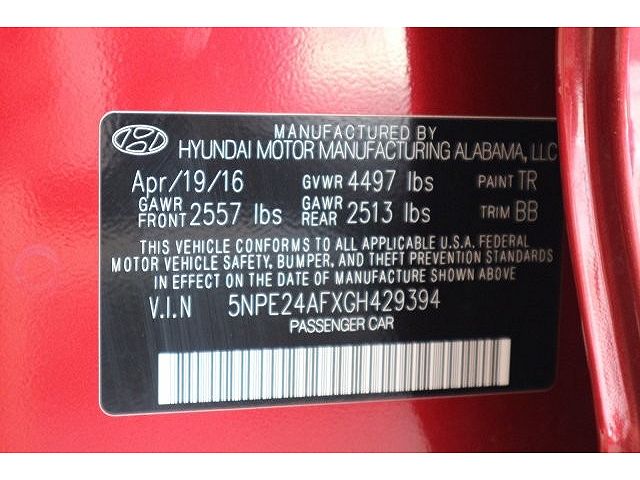 MANUFACTURED BY
HYUNDAI MOTOR MANUFACTURING ALABAMA, LLC
Apr/19/16 GVWR 4497 lbs PAINT TR
GAWR FRONT 2557 lbs GAWR REAR 2513 lbs TRIM BB
THIS VEHICLE CONFORMS TO ALL APPLICABLE U.S.A. FEDERAL
MOTOR VEHICLE SAFETY, BUMPER, AND THEFT PREVENTION STANDARDS
IN EFFECT ON THE DATE OF MANUFACTURE SHOWN ABOVE
V.I.N 5NPE24AFXGH429394
PASSENGER CAR